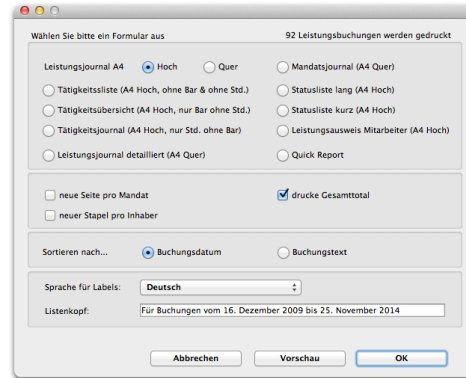 Wählen Sie bitte ein Formular aus 92 Leistungsbuchungen werden gedruckt
Leistungsjournal A4 Hoch Quer Mandatsjournal (A4 Quer)
Tätigkeitsliste (A4 Hoch, ohne Bar & ohne Std.) Statusliste lang (A4 Hoch)
Tätigkeitsübersicht (A4 Hoch, nur Bar ohne Std.) Statusliste kurz (A4 Hoch)
Tätigkeitsjournal (A4 Hoch, nur Std. ohne Bar) Leistungsausweis Mitarbeiter (A4 Hoch)
Leistungsjournal detailliert (A4 Quer) Quick Report
neue Seite pro Mandat drucke Gesamttotal
neuer Stapel pro Inhaber
Sortieren nach... Buchungsdatum Buchungstext
Sprache für Labels: Deutsch
Listenkopf: Für Buchungen vom 16. Dezember 2009 bis 25. November 2014
Abbrechen Vorschau OK